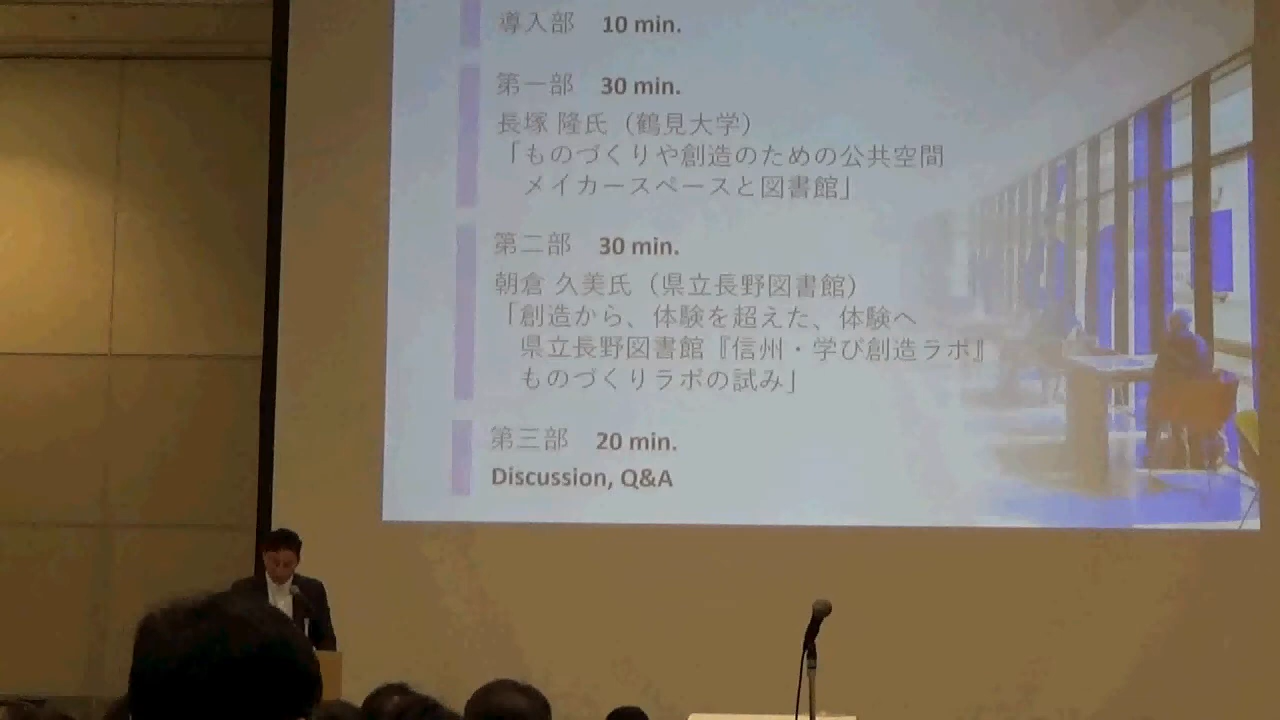 導入部 10 min.
第一部 30 min.
長塚 隆氏（鶴見大学）
「ものづくりや創造のための公共空間
メイカースペースと図書館」
第二部 30 min.
朝倉 久美氏（県立長野図書館）
「創造から、体験を超えた、体験へ
県立長野図書館『信州・学び創造ラボ』
ものづくりラボの試み」
第三部 20 min.
Discussion, Q&A